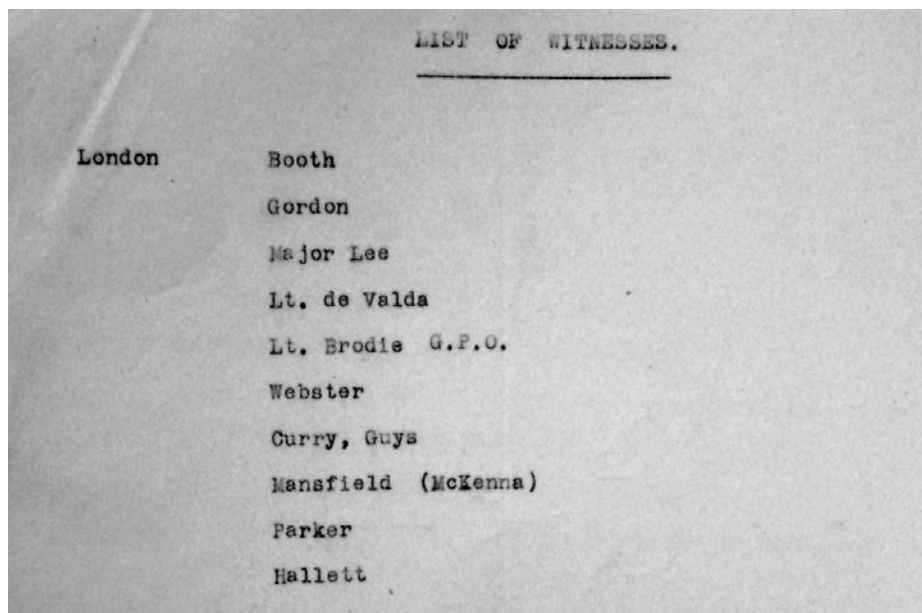 LIST OF WITNESSES.
London Booth
Gordon
Major Lee
Lt. de Valda
Lt. Brodie G.P.O.
Webster
Curry, Guys
Mansfield (McKenna)
Parker
Hallett